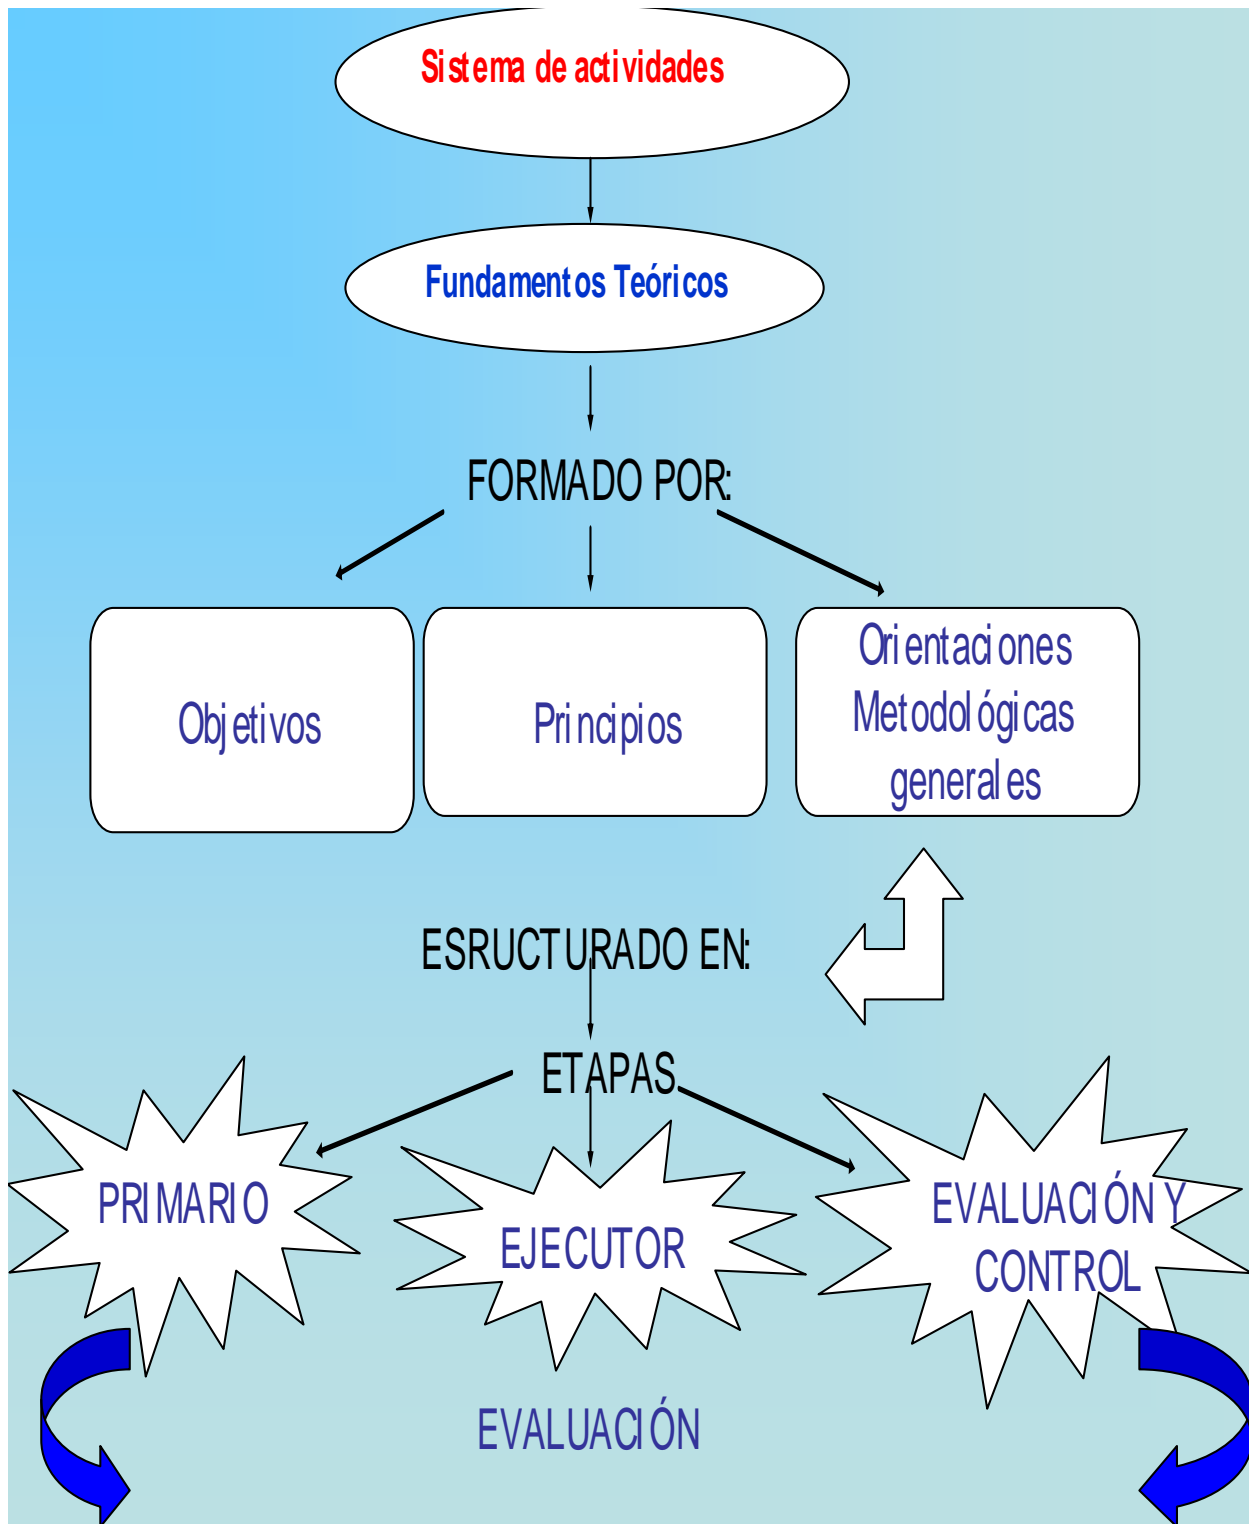 Sistema de actividades
Fundamentos Teóricos
FORMADO POR:
Objetivos
Principios
Orientaciones
Metodológicas
generales
ESRUCTURADO EN:
ETAPAS
PRIMARIO
EJECUTOR
EVALUACIÓN Y
CONTROL
EVALUACIÓN